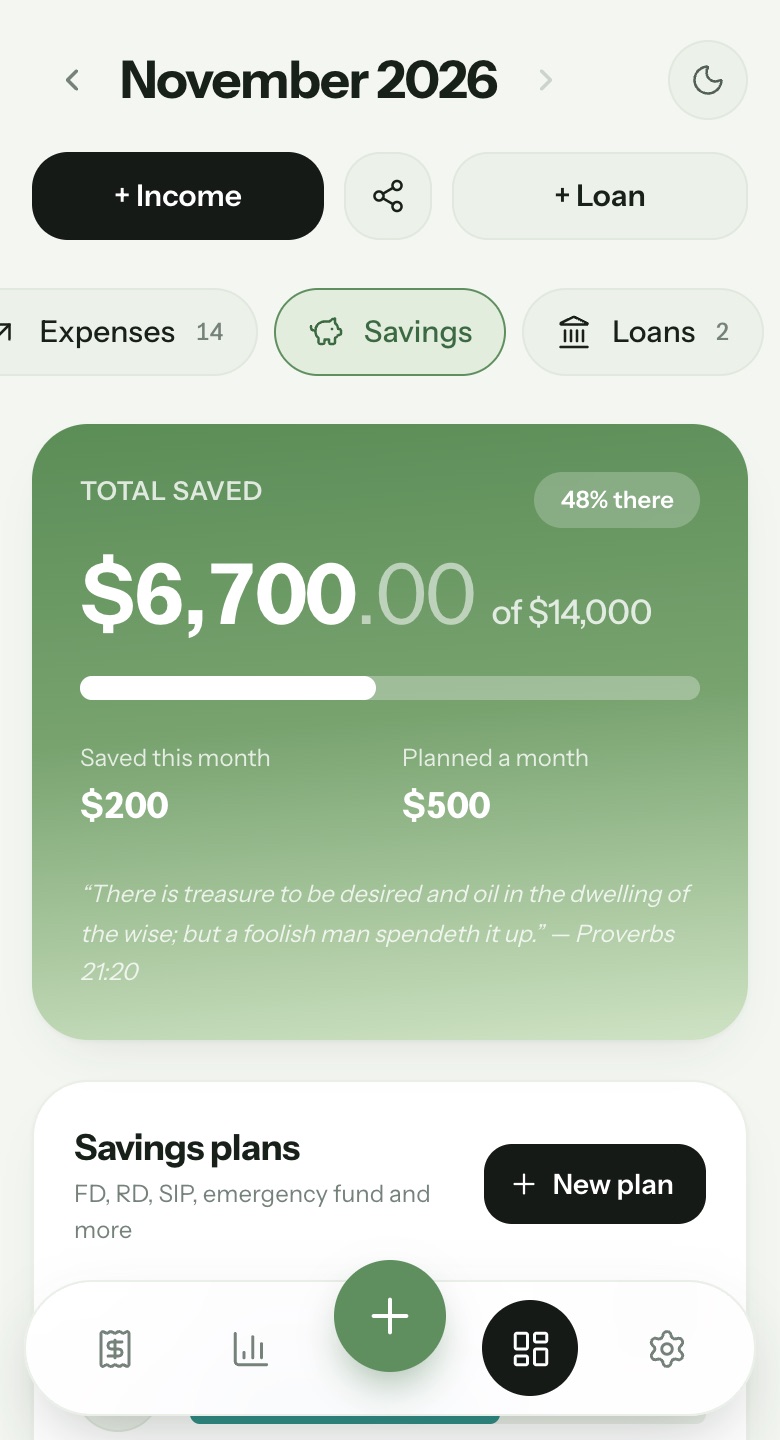 November 2026
+ Income
+ Loan
Expenses 14
Savings
Loans 2
TOTAL SAVED
48% there
$6,700.00 of $14,000
Saved this month
Planned a month
$200
$500
“There is treasure to be desired and oil in the dwelling of
the wise; but a foolish man spendeth it up.” — Proverbs
21:20
Savings plans
FD, RD, SIP, emergency fund and
more
+ New plan